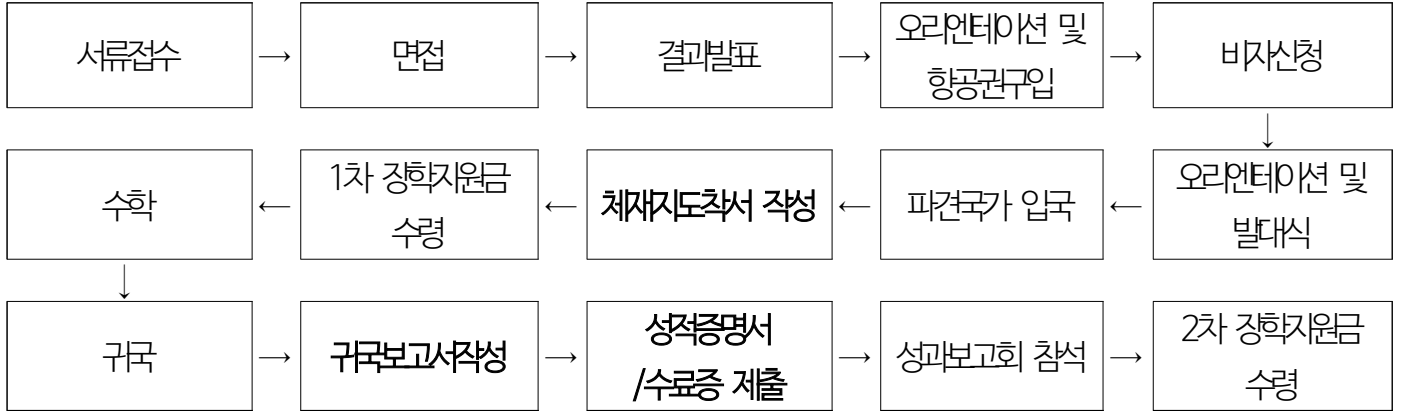 서류접수 → 면접 → 결과발표 → 오리엔테이션 및
항공권구입 → 비자신청
↓
수학 ← 1차 장학지원금
수령 ← 체재지도착서 작성 ← 파견국가 입국 ← 오리엔테이션 및
발대식
↓
귀국 → 귀국보고서작성 → 성적증명서
/수료증 제출 → 성과보고회 참석 → 2차 장학지원금
수령